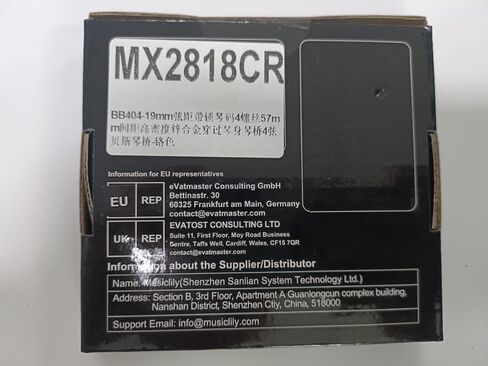 MX2818CR
BB404-19mm弦距带锁琴码4螺丝57m
m间距高密度锌合金穿过琴身琴桥4弦
贝斯琴桥-铬色
Information for EU representatives
EU REP
eVatmaster Consulting GmbH
Bettinastr. 30
60325 Frankfurt am Main, Germany
contact@evatmaster.com
UK REP
EVATOST CONSULTING LTD
Suite 11, First Floor, Moy Road Business
Centre, Taffs Well, Cardiff, Wales, CF15 7QR
contact@evatmaster.com
Information about the Supplier/Distributor
Name: Musiclily(Shenzhen Sanlian System Technology Ltd.)
Address: Section B, 3rd Floor, Apartment A Guanlongcun complex building,
Nanshan District, Shenzhen Ctiy, China, 518000
Support Email: info@musiclily.com